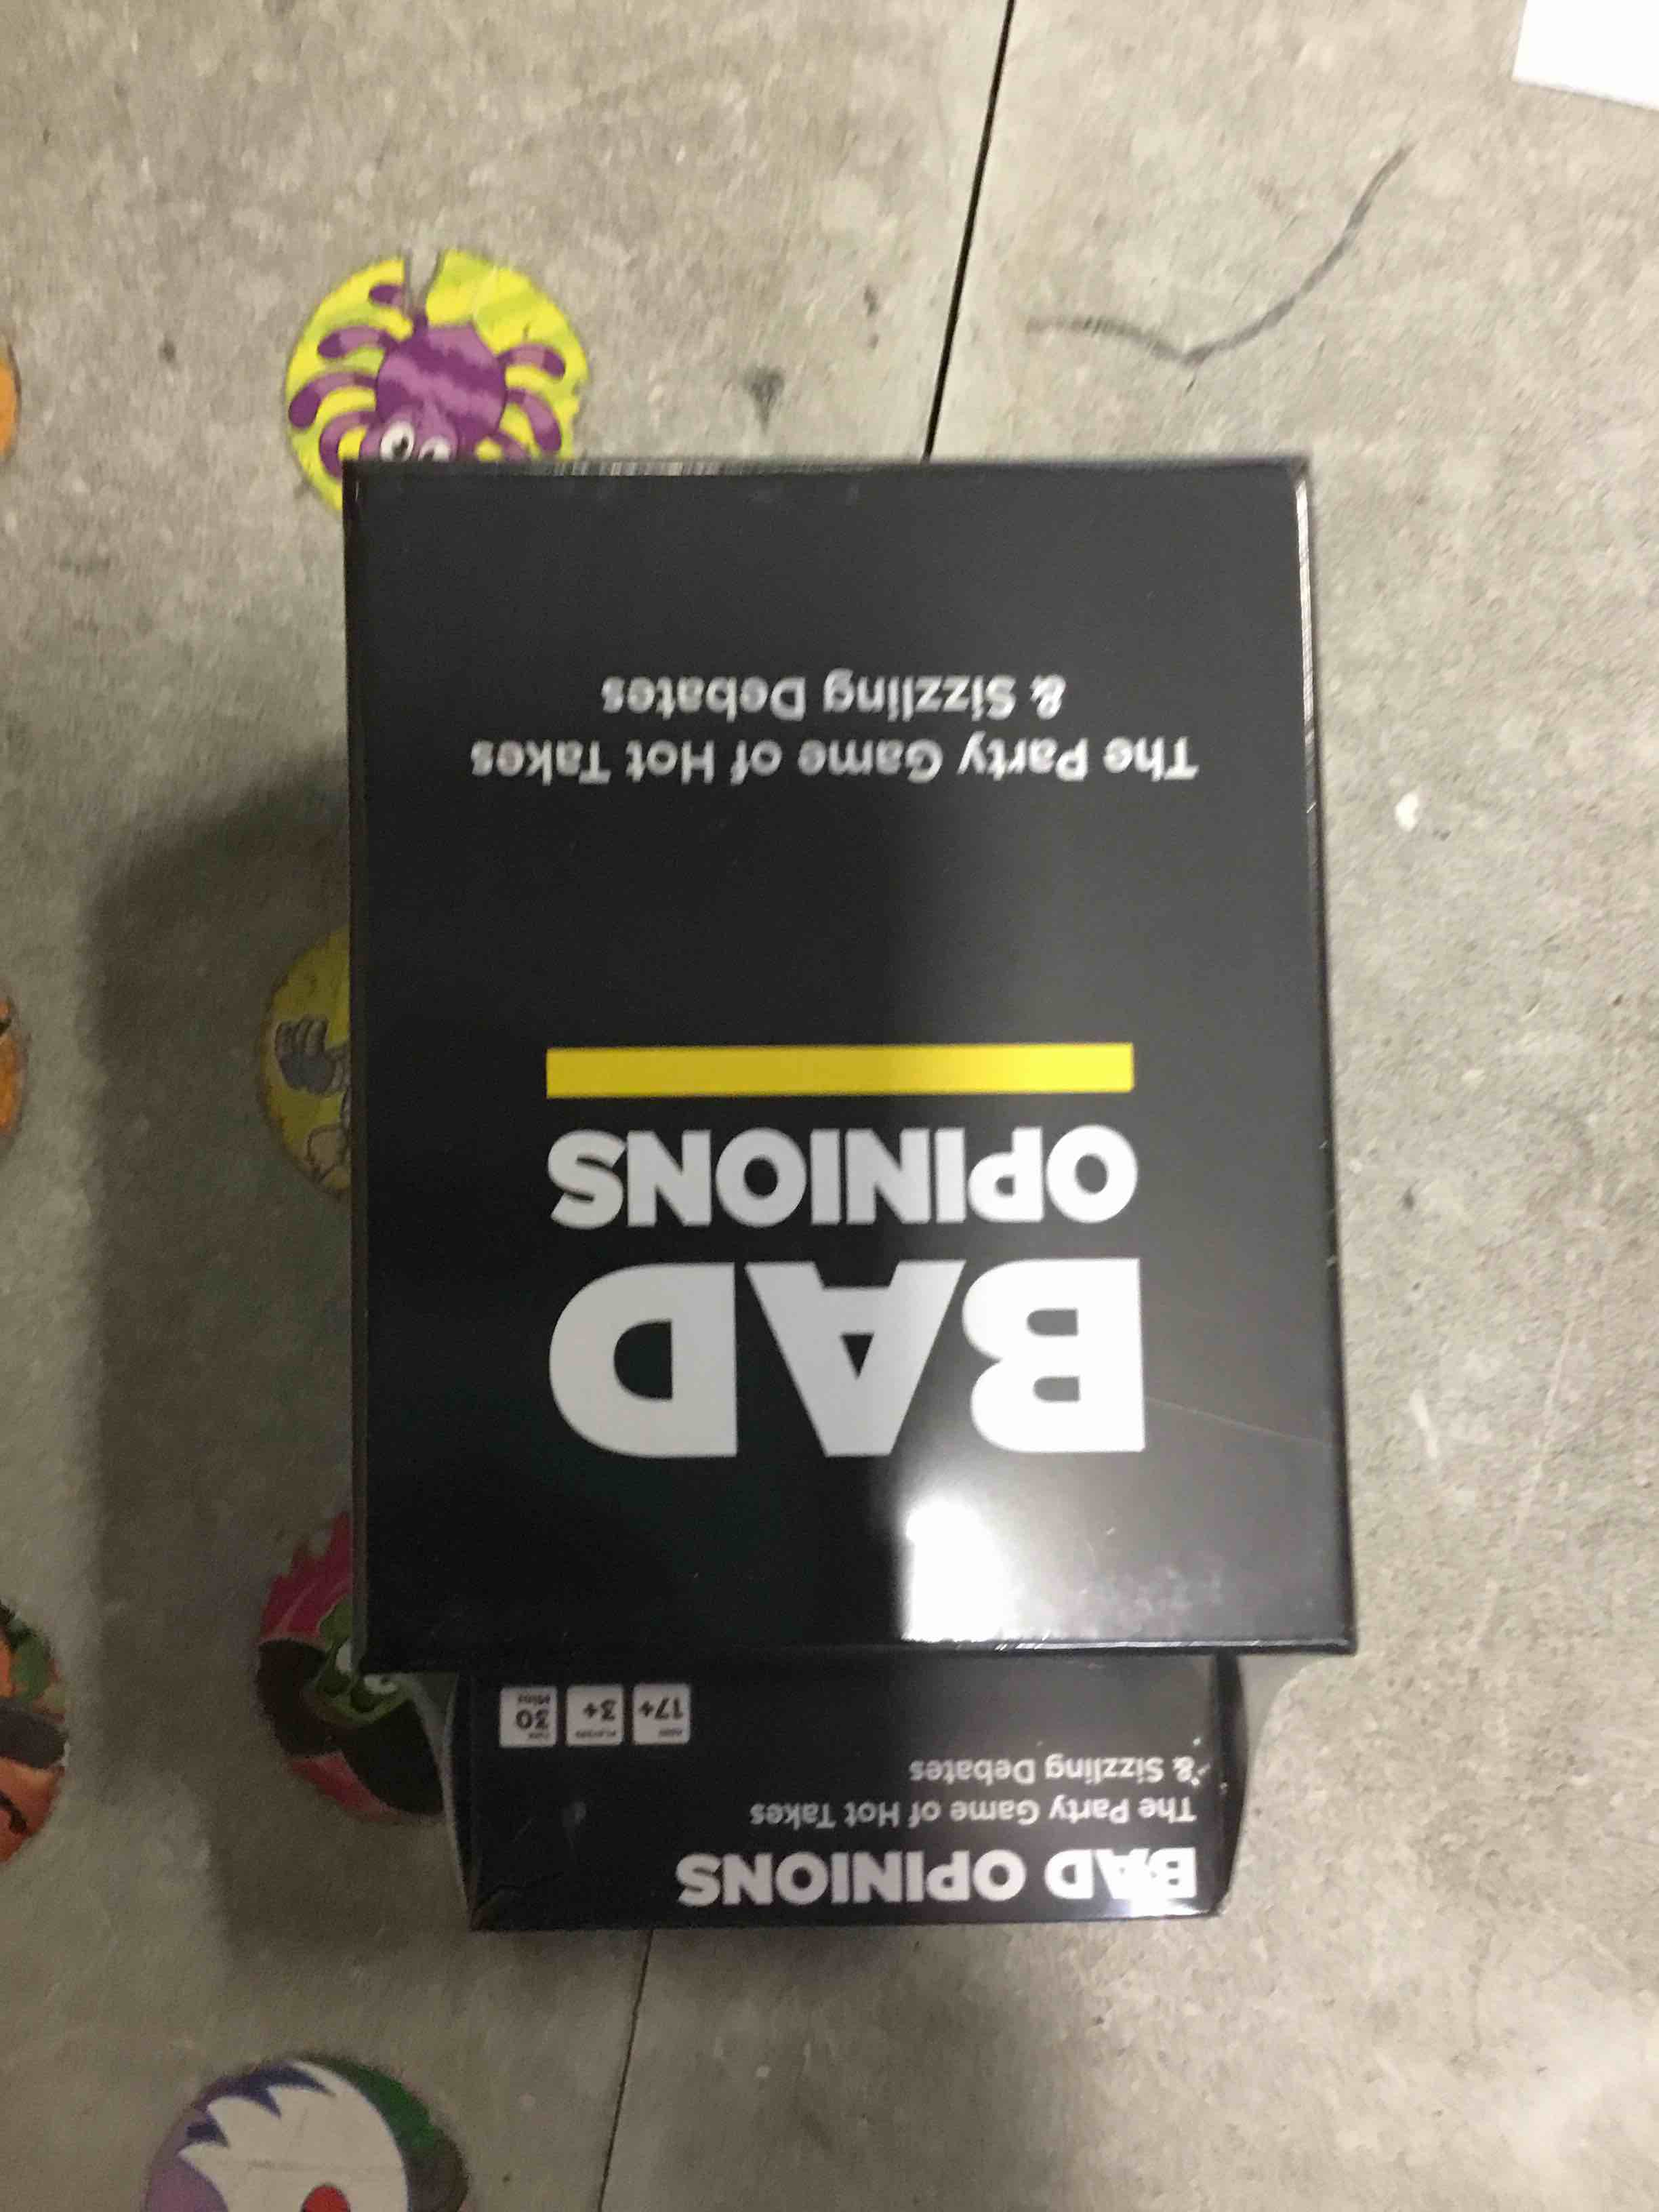 BAD
OPINIONS
The Party Game of Hot Takes
& Sizzling Debates
BAD OPINIONS
The Party Game of Hot Takes
& Sizzling Debates
17+
3+
30
Mins